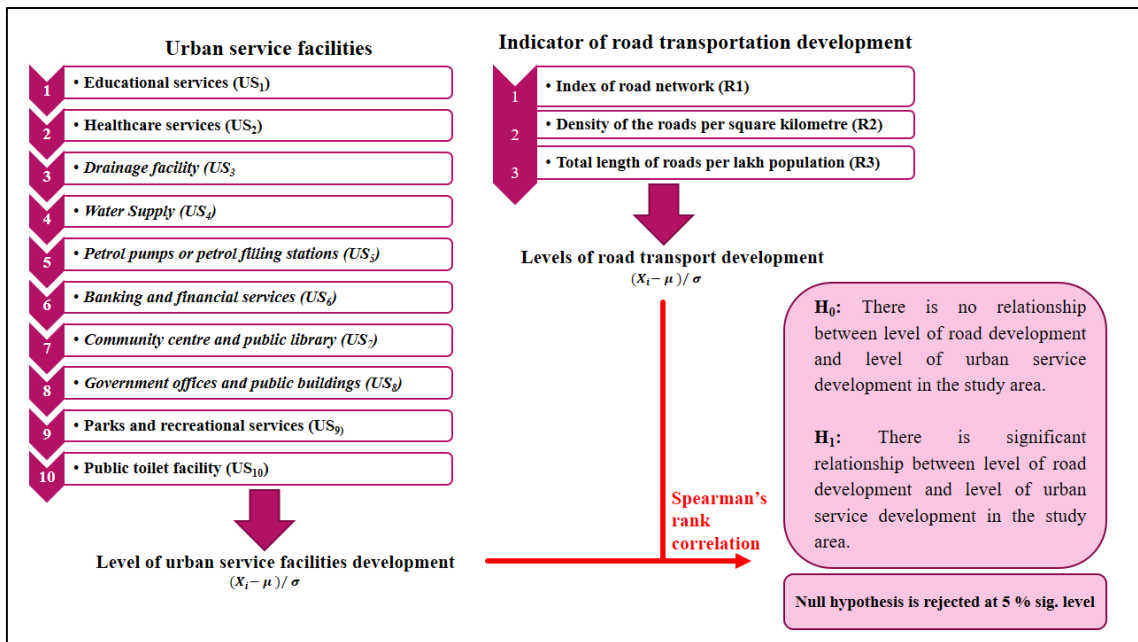 Urban service facilities
1
• Educational services (US₁)
2
• Healthcare services (US₂)
3
• Drainage facility (US₃
4
• Water Supply (US₄)
5
• Petrol pumps or petrol filling stations (US₅)
6
• Banking and financial services (US₆)
7
• Community centre and public library (US₇)
8
• Government offices and public buildings (US₈)
9
• Parks and recreational services (US₉)
10
• Public toilet facility (US₁₀)
Level of urban service facilities development
(Xᵢ − μ)/ σ
Indicator of road transportation development
1
• Index of road network (R1)
2
• Density of the roads per square kilometre (R2)
3
• Total length of roads per lakh population (R3)
Levels of road transport development
(Xᵢ − μ)/ σ
Spearman's
rank
correlation
H₀: There is no relationship
between level of road development
and level of urban service
development in the study area.
H₁: There is significant
relationship between level of road
development and level of urban
service development in the study
area.
Null hypothesis is rejected at 5 % sig. level